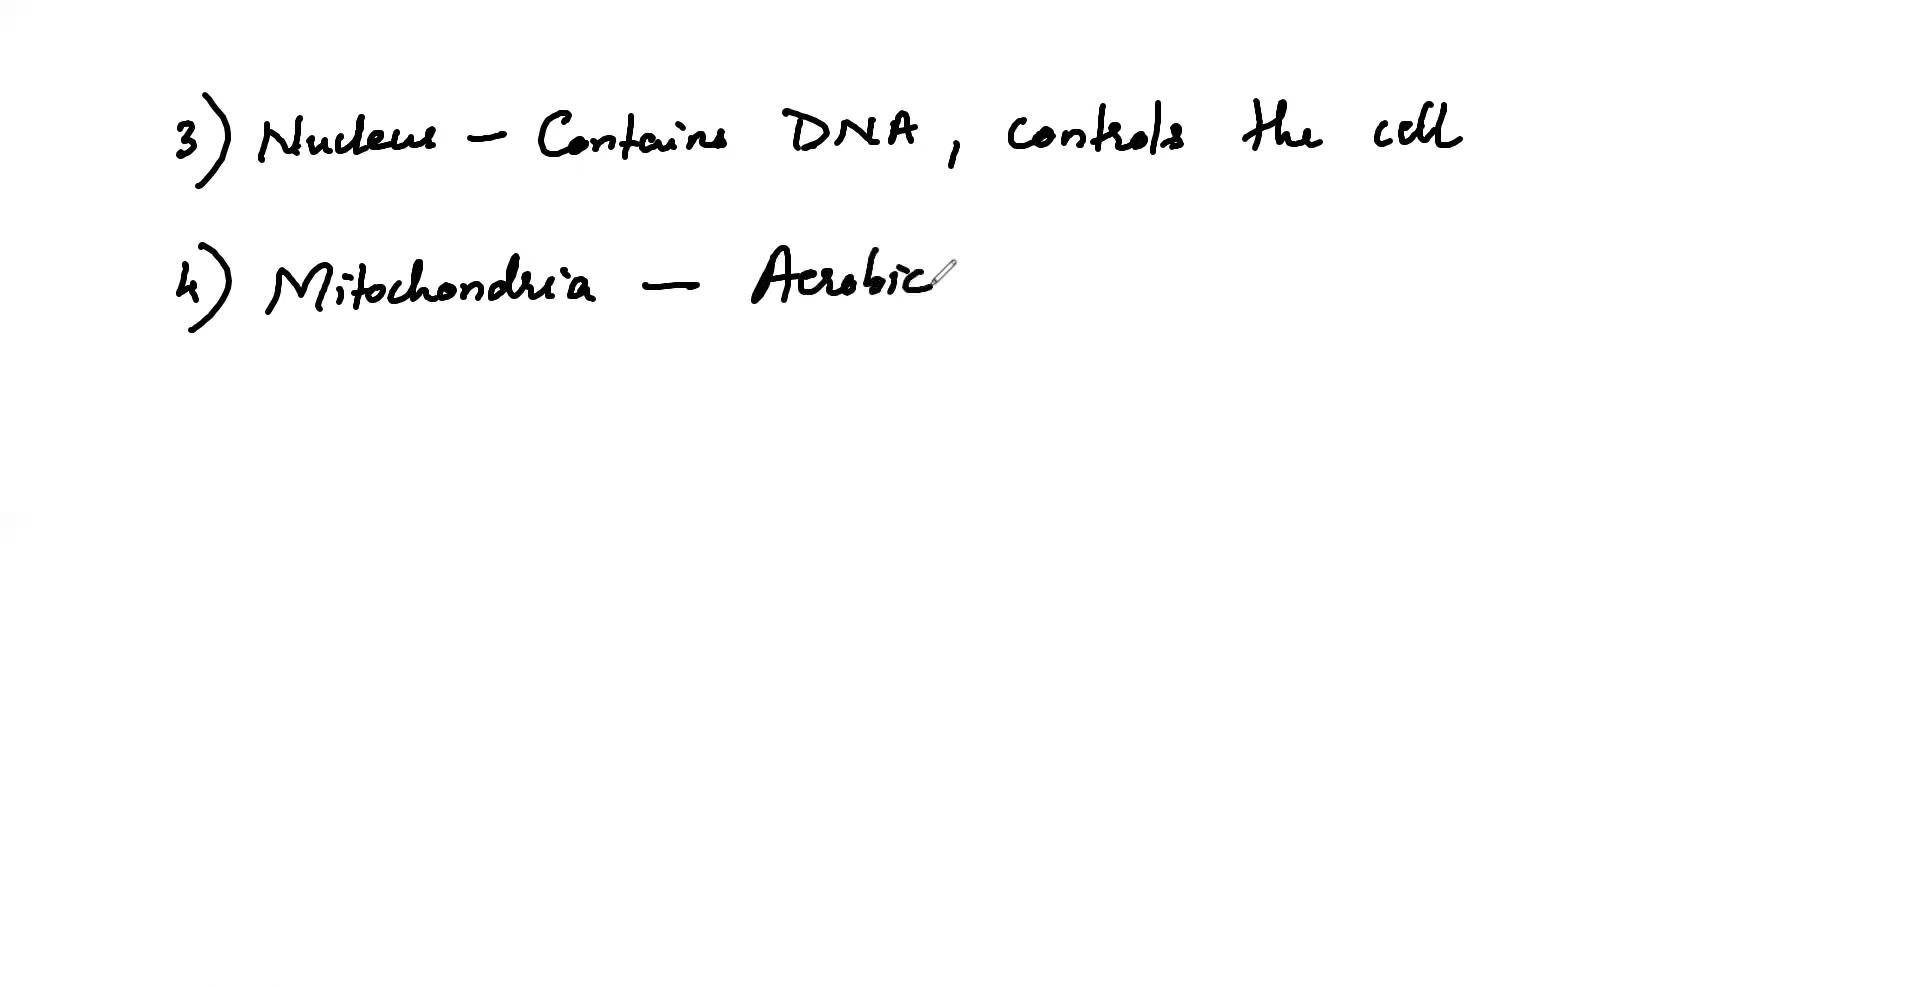 3) Nucleus – Contains DNA, controls the cell
4) Mitochondria – Aerobic